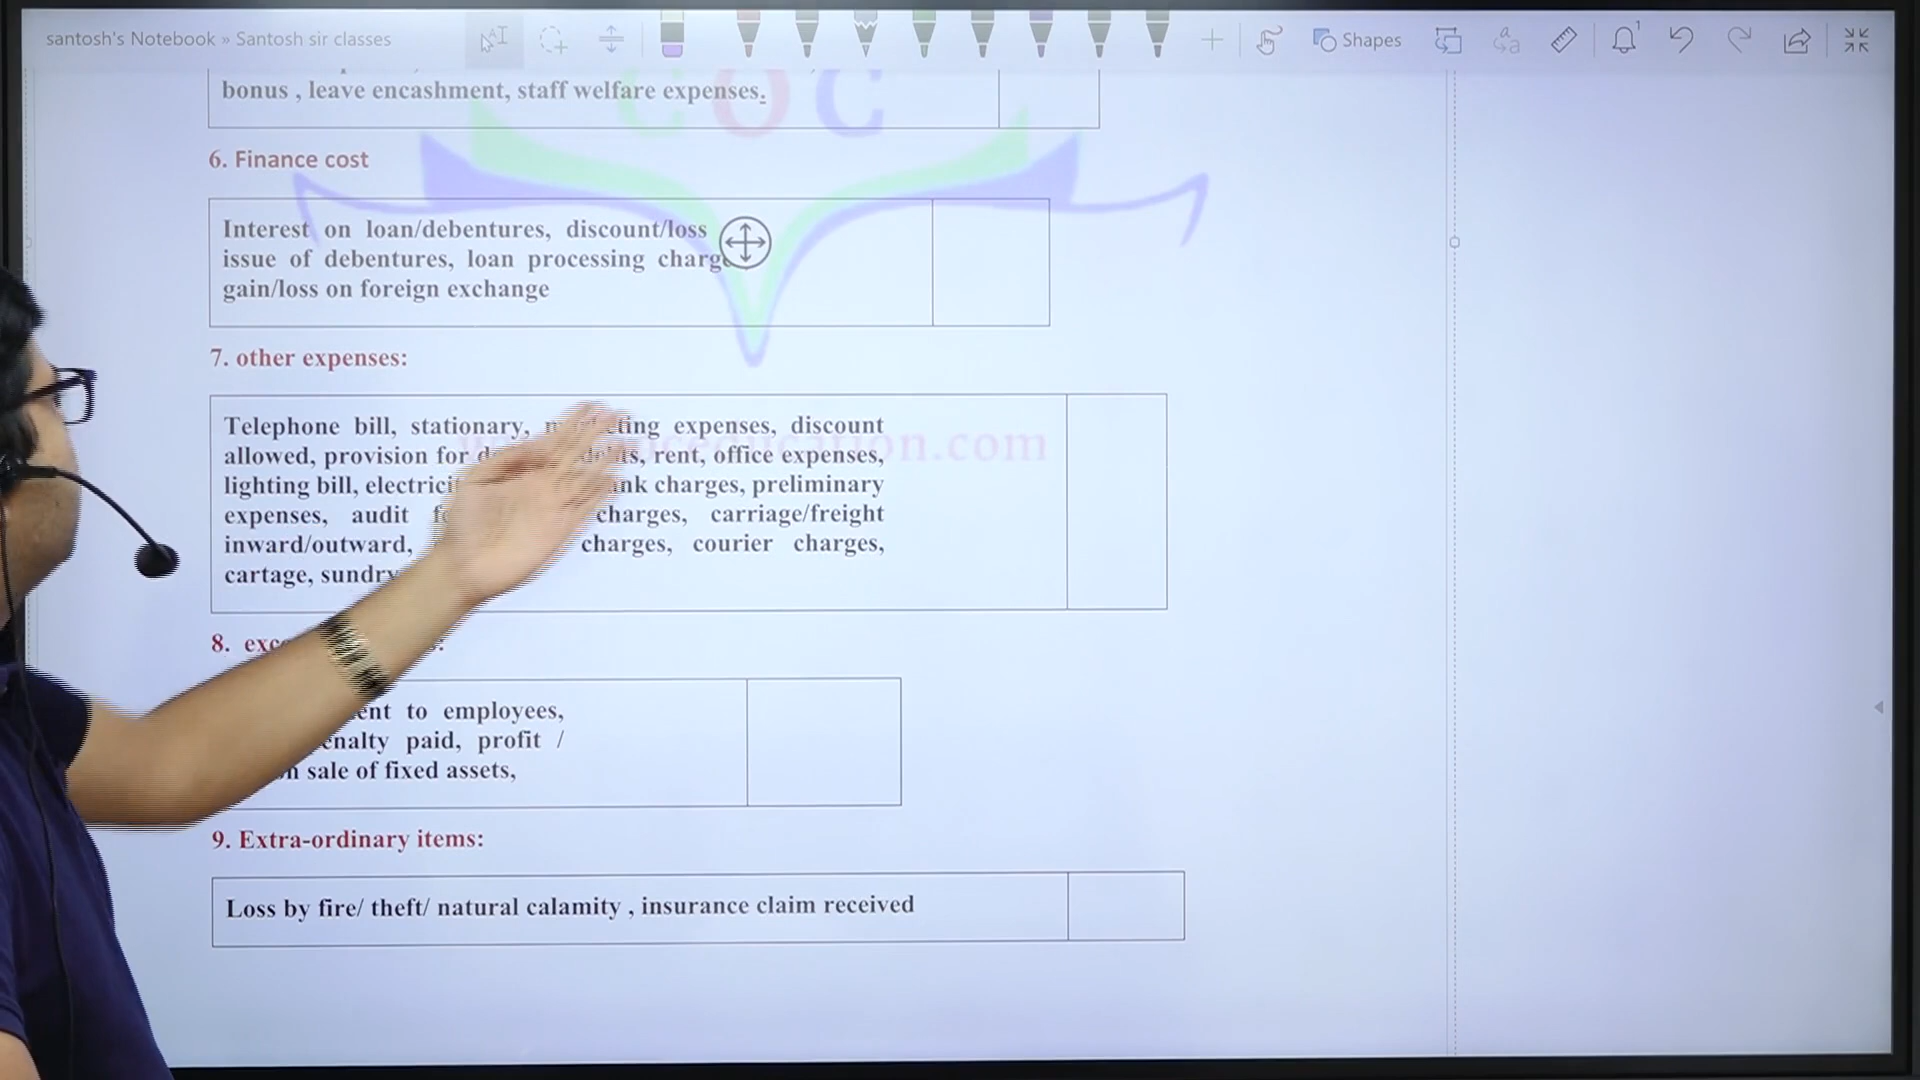 santosh's Notebook » Santosh sir classes
Shapes
COC
bonus , leave encashment, staff welfare expenses.
6. Finance cost
Interest on loan/debentures, discount/loss
issue of debentures, loan processing
gain/loss on foreign exchange
7. other expenses:
Telephone bill, stationary, expenses, discount
allowed, provision for rent, office expenses,
lighting bill, charges, preliminary
expenses, audit charges, carriage/freight
inward/outward, charges, courier charges,
cartage, sundry
8.
to employees,
paid, profit /
sale of fixed assets,
9. Extra-ordinary items:
Loss by fire/ theft/ natural calamity , insurance claim received